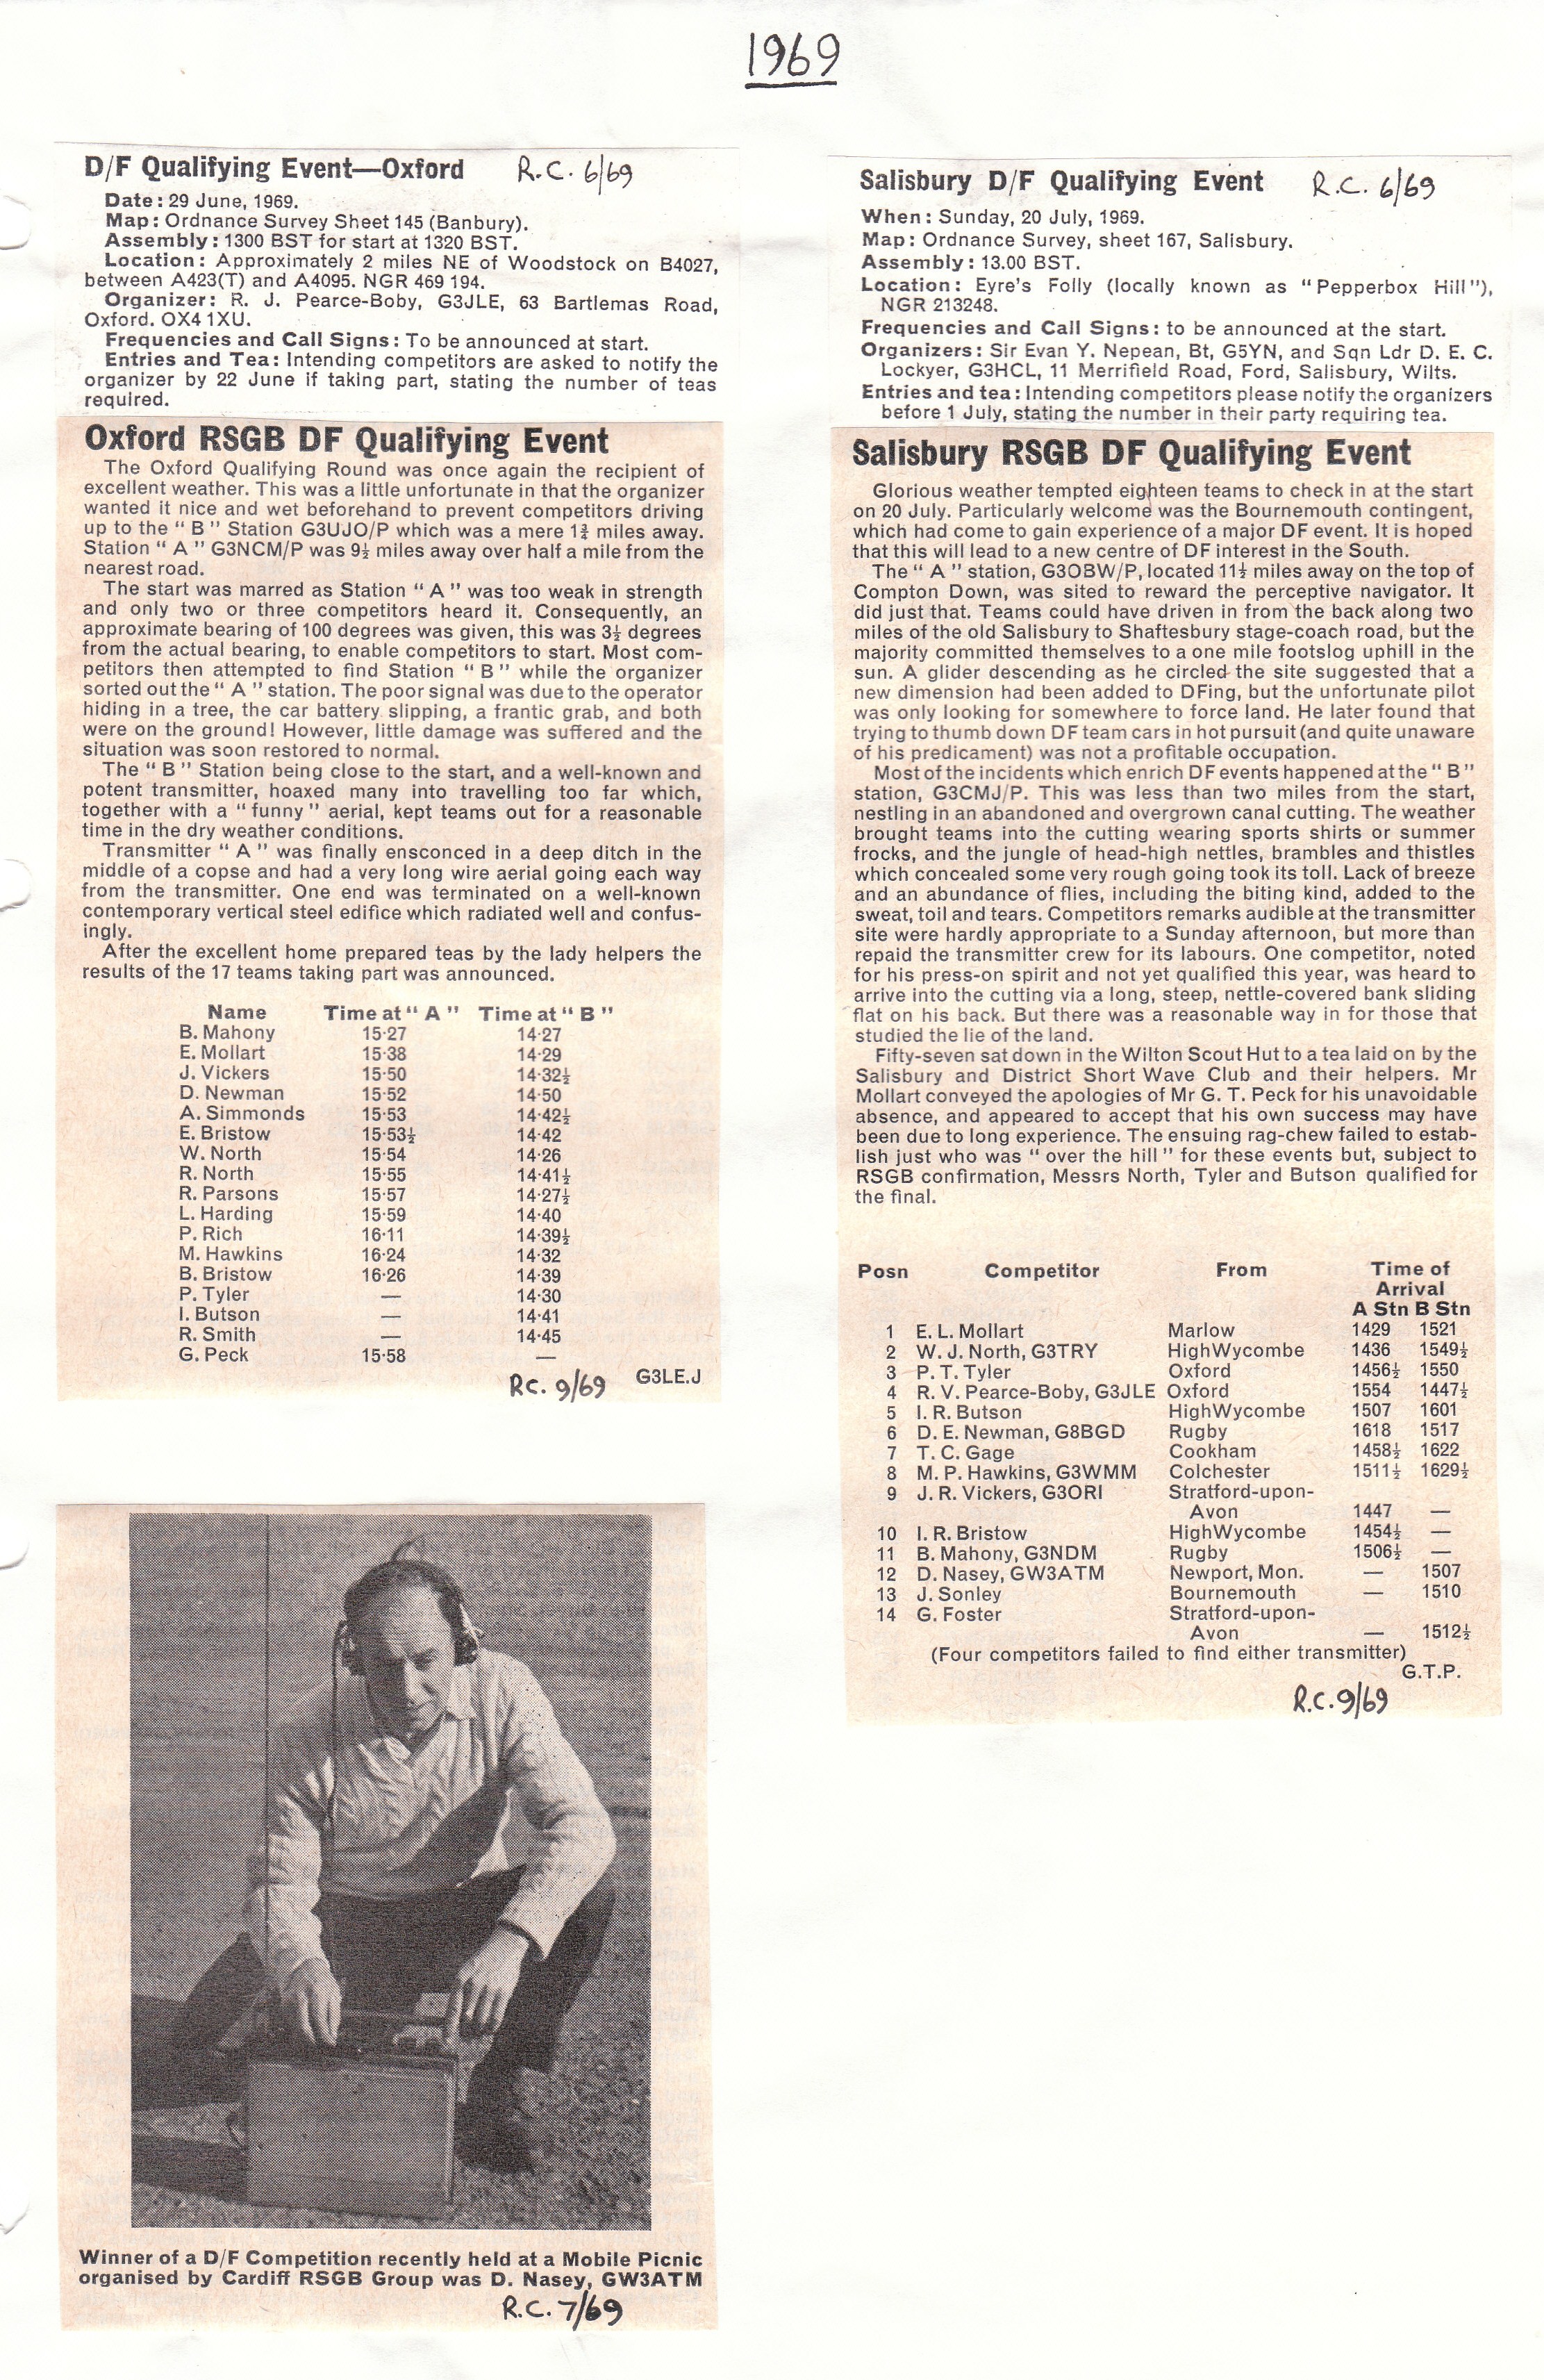 1969
D/F Qualifying Event—Oxford R.C. 6/69
Date: 29 June, 1969.
Map: Ordnance Survey Sheet 145 (Banbury).
Assembly: 1300 BST for start at 1320 BST.
Location: Approximately 2 miles NE of Woodstock on B4027,
between A423(T) and A4095. NGR 469 194.
Organizer: R. J. Pearce-Boby, G3JLE, 63 Bartlemas Road,
Oxford. OX4 1XU.
Frequencies and Call Signs: To be announced at start.
Entries and Tea: Intending competitors are asked to notify the
organizer by 22 June if taking part, stating the number of teas
required.
Oxford RSGB DF Qualifying Event
The Oxford Qualifying Round was once again the recipient of
excellent weather. This was a little unfortunate in that the organizer
wanted it nice and wet beforehand to prevent competitors driving
up to the “ B ” Station G3UJO/P which was a mere 1¾ miles away.
Station “ A ” G3NCM/P was 9½ miles away over half a mile from the
nearest road.
The start was marred as Station “ A ” was too weak in strength
and only two or three competitors heard it. Consequently, an
approximate bearing of 100 degrees was given, this was 3½ degrees
from the actual bearing, to enable competitors to start. Most com-
petitors then attempted to find Station “ B ” while the organizer
sorted out the “ A ” station. The poor signal was due to the operator
hiding in a tree, the car battery slipping, a frantic grab, and both
were on the ground! However, little damage was suffered and the
situation was soon restored to normal.
The “ B ” Station being close to the start, and a well-known and
potent transmitter, hoaxed many into travelling too far which,
together with a “ funny ” aerial, kept teams out for a reasonable
time in the dry weather conditions.
Transmitter “ A ” was finally ensconced in a deep ditch in the
middle of a copse and had a very long wire aerial going each way
from the transmitter. One end was terminated on a well-known
contemporary vertical steel edifice which radiated well and confus-
ingly.
After the excellent home prepared teas by the lady helpers the
results of the 17 teams taking part was announced.
Name Time at “ A ” Time at “ B ”
B. Mahony 15·27 14·27
E. Mollart 15·38 14·29
J. Vickers 15·50 14·32½
D. Newman 15·52 14·50
A. Simmonds 15·53 14·42½
E. Bristow 15·53½ 14·42
W. North 15·54 14·26
R. North 15·55 14·41½
R. Parsons 15·57 14·27½
L. Harding 15·59 14·40
P. Rich 16·11 14·39½
M. Hawkins 16·24 14·32
B. Bristow 16·26 14·39
P. Tyler — 14·30
I. Butson — 14·41
R. Smith — 14·45
G. Peck 15·58 —
G3LE.J
RC. 9/69
Winner of a D/F Competition recently held at a Mobile Picnic
organised by Cardiff RSGB Group was D. Nasey, GW3ATM
R.C. 7/69
Salisbury D/F Qualifying Event R.C. 6/69
When: Sunday, 20 July, 1969.
Map: Ordnance Survey, sheet 167, Salisbury.
Assembly: 13.00 BST.
Location: Eyre's Folly (locally known as “Pepperbox Hill”),
NGR 213248.
Frequencies and Call Signs: to be announced at the start.
Organizers: Sir Evan Y. Nepean, Bt, G5YN, and Sqn Ldr D. E. C.
Lockyer, G3HCL, 11 Merrifield Road, Ford, Salisbury, Wilts.
Entries and tea: Intending competitors please notify the organizers
before 1 July, stating the number in their party requiring tea.
Salisbury RSGB DF Qualifying Event
Glorious weather tempted eighteen teams to check in at the start
on 20 July. Particularly welcome was the Bournemouth contingent,
which had come to gain experience of a major DF event. It is hoped
that this will lead to a new centre of DF interest in the South.
The “ A ” station, G3OBW/P, located 11½ miles away on the top of
Compton Down, was sited to reward the perceptive navigator. It
did just that. Teams could have driven in from the back along two
miles of the old Salisbury to Shaftesbury stage-coach road, but the
majority committed themselves to a one mile footslog uphill in the
sun. A glider descending as he circled the site suggested that a
new dimension had been added to DFing, but the unfortunate pilot
was only looking for somewhere to force land. He later found that
trying to thumb down DF team cars in hot pursuit (and quite unaware
of his predicament) was not a profitable occupation.
Most of the incidents which enrich DF events happened at the “ B ”
station, G3CMJ/P. This was less than two miles from the start,
nestling in an abandoned and overgrown canal cutting. The weather
brought teams into the cutting wearing sports shirts or summer
frocks, and the jungle of head-high nettles, brambles and thistles
which concealed some very rough going took its toll. Lack of breeze
and an abundance of flies, including the biting kind, added to the
sweat, toil and tears. Competitors remarks audible at the transmitter
site were hardly appropriate to a Sunday afternoon, but more than
repaid the transmitter crew for its labours. One competitor, noted
for his press-on spirit and not yet qualified this year, was heard to
arrive into the cutting via a long, steep, nettle-covered bank sliding
flat on his back. But there was a reasonable way in for those that
studied the lie of the land.
Fifty-seven sat down in the Wilton Scout Hut to a tea laid on by the
Salisbury and District Short Wave Club and their helpers. Mr
Mollart conveyed the apologies of Mr G. T. Peck for his unavoidable
absence, and appeared to accept that his own success may have
been due to long experience. The ensuing rag-chew failed to estab-
lish just who was “ over the hill ” for these events but, subject to
RSGB confirmation, Messrs North, Tyler and Butson qualified for
the final.
Posn Competitor From Time of
Arrival
A Stn B Stn
1 E. L. Mollart Marlow 1429 1521
2 W. J. North, G3TRY HighWycombe 1436 1549½
3 P. T. Tyler Oxford 1456½ 1550
4 R. V. Pearce-Boby, G3JLE Oxford 1554 1447½
5 I. R. Butson HighWycombe 1507 1601
6 D. E. Newman, G8BGD Rugby 1618 1517
7 T. C. Gage Cookham 1458½ 1622
8 M. P. Hawkins, G3WMM Colchester 1511½ 1629½
9 J. R. Vickers, G3ORI Stratford-upon-
Avon 1447 —
10 I. R. Bristow HighWycombe 1454½ —
11 B. Mahony, G3NDM Rugby 1506½ —
12 D. Nasey, GW3ATM Newport, Mon. — 1507
13 J. Sonley Bournemouth — 1510
14 G. Foster Stratford-upon-
Avon — 1512½
(Four competitors failed to find either transmitter)
G.T.P.
R.C. 9/69